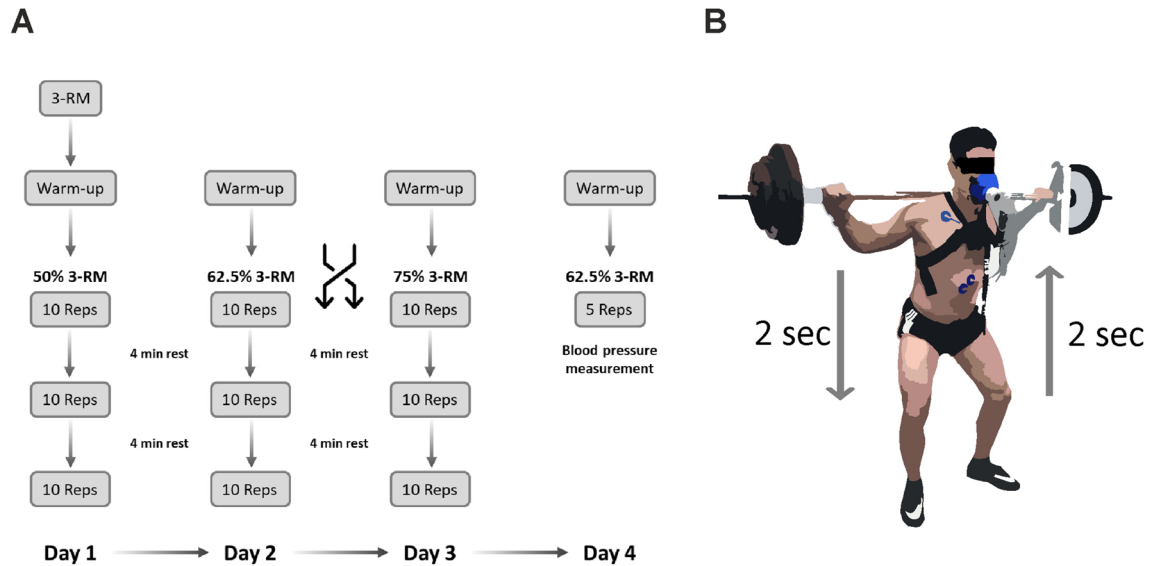 A
B
3-RM
Warm-up
Warm-up
Warm-up
Warm-up
50% 3-RM
62.5% 3-RM
75% 3-RM
62.5% 3-RM
10 Reps
10 Reps
10 Reps
5 Reps
4 min rest
4 min rest
Blood pressure
measurement
10 Reps
10 Reps
10 Reps
4 min rest
4 min rest
10 Reps
10 Reps
10 Reps
Day 1
Day 2
Day 3
Day 4
2 sec
2 sec